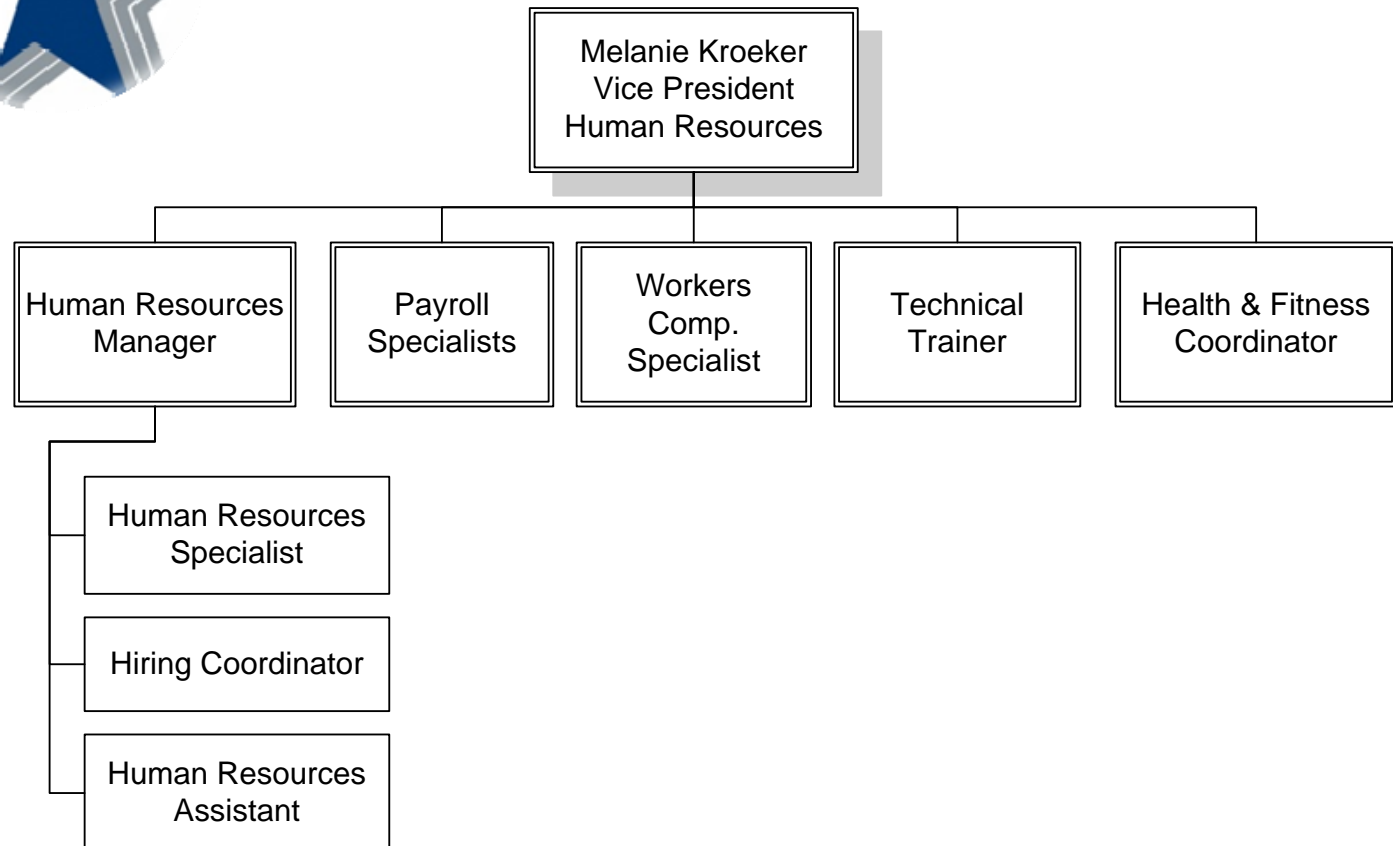 Melanie Kroeker
Vice President
Human Resources
Human Resources
Manager
Payroll
Specialists
Workers
Comp.
Specialist
Technical
Trainer
Health & Fitness
Coordinator
Human Resources
Specialist
Hiring Coordinator
Human Resources
Assistant